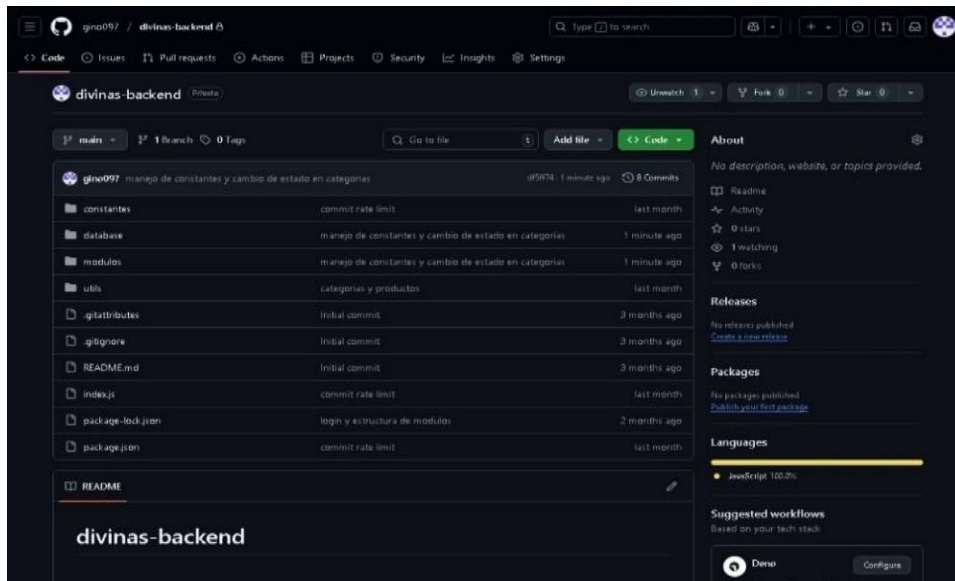 gino097 / divinas-backend
Type / to search
Code Issues Pull requests Actions Projects Security Insights Settings
divinas-backend Private
Unwatch 1 Fork 0 Star 0
main 1 Branch 0 Tags
Go to file t Add file Code
gino097 manejo de constantes y cambio de estado en categorias df5ff74 · 1 minute ago 8 Commits
constantes commit rate limit last month
database manejo de constantes y cambio de estado en categorias 1 minute ago
modulos manejo de constantes y cambio de estado en categorias 1 minute ago
utils categorias y productos last month
.gitattributes Initial commit 3 months ago
.gitignore Initial commit 3 months ago
README.md Initial commit 3 months ago
index.js commit rate limit last month
package-lock.json login y estructura de modulos 2 months ago
package.json commit rate limit last month
README
divinas-backend
About
No description, website, or topics provided.
Readme
Activity
0 stars
1 watching
0 forks
Releases
No releases published
Create a new release
Packages
No packages published
Publish your first package
Languages
JavaScript 100.0%
Suggested workflows
Based on your tech stack
Deno Configure